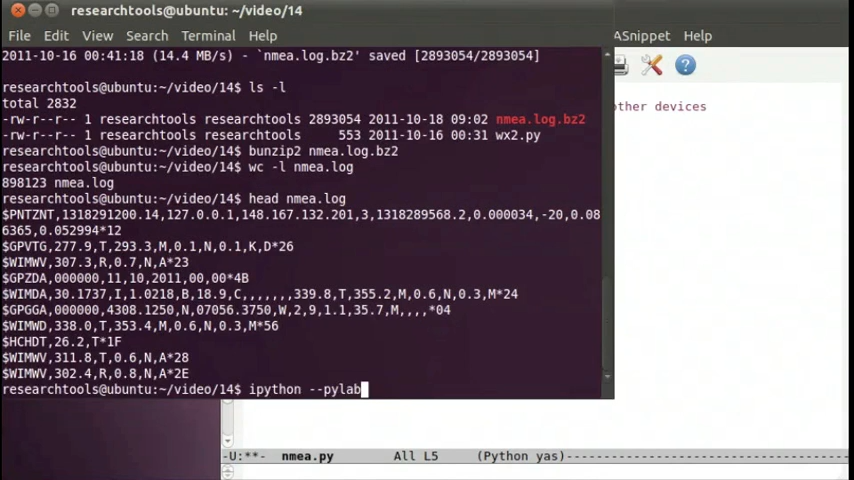 researchtools@ubuntu: ~/video/14
File Edit View Search Terminal Help
ASnippet Help
2011-10-16 00:41:18 (14.4 MB/s) - `nmea.log.bz2' saved [2893054/2893054]
researchtools@ubuntu:~/video/14$ ls -l
total 2832
-rw-r--r-- 1 researchtools researchtools 2893054 2011-10-18 09:02 nmea.log.bz2
-rw-r--r-- 1 researchtools researchtools     553 2011-10-16 00:31 wx2.py
researchtools@ubuntu:~/video/14$ bunzip2 nmea.log.bz2
researchtools@ubuntu:~/video/14$ wc -l nmea.log
898123 nmea.log
researchtools@ubuntu:~/video/14$ head nmea.log
$PNTZNT,1318291200.14,127.0.0.1,148.167.132.201,3,1318289568.2,0.000034,-20,0.08
6365,0.052994*12
$GPVTG,277.9,T,293.3,M,0.1,N,0.1,K,D*26
$WIMWV,307.3,R,0.7,N,A*23
$GPZDA,000000,11,10,2011,00,00*4B
$WIMDA,30.1737,I,1.0218,B,18.9,C,,,,,,,339.8,T,355.2,M,0.6,N,0.3,M*24
$GPGGA,000000,4308.1250,N,07056.3750,W,2,9,1.1,35.7,M,,,,*04
$WIMWD,338.0,T,353.4,M,0.6,N,0.3,M*56
$HCHDT,26.2,T*1F
$WIMWV,311.8,T,0.6,N,A*28
$WIMWV,302.4,R,0.8,N,A*2E
researchtools@ubuntu:~/video/14$ ipython --pylab
other devices
-U:**-  nmea.py        All L5     (Python yas)------------------------------------